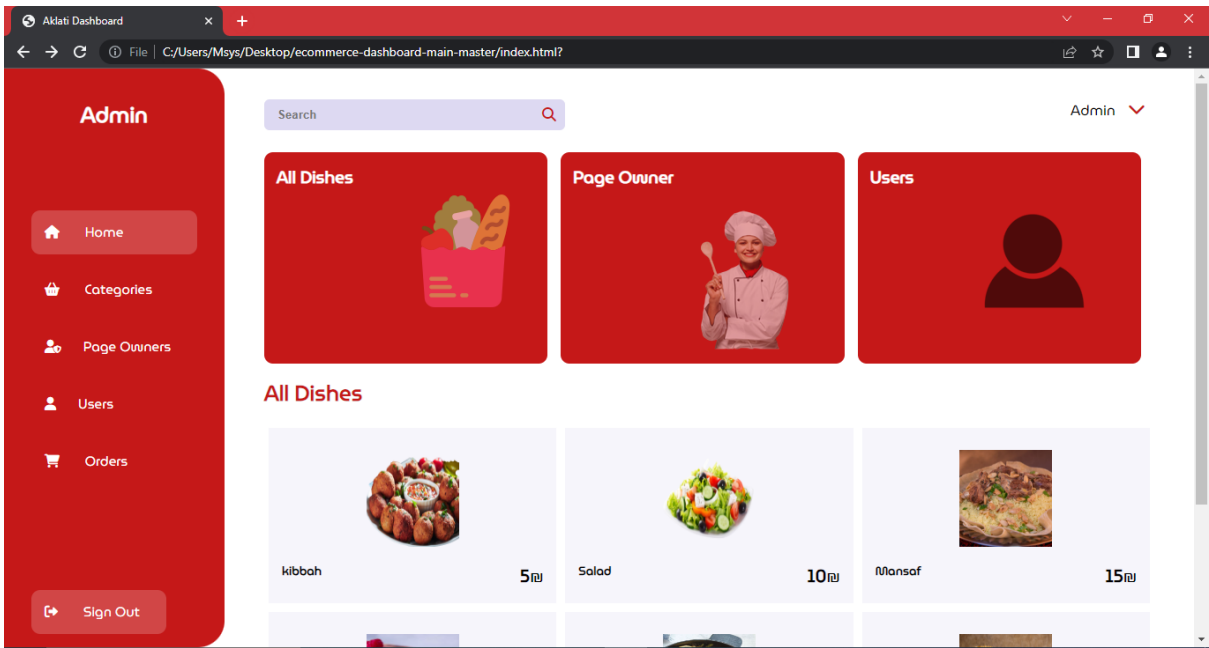 Aklati Dashboard
File | C:/Users/Msys/Desktop/ecommerce-dashboard-main-master/index.html?
Admin
Home
Categories
Page Owners
Users
Orders
Sign Out
Search
Admin
All Dishes
Page Owner
Users
All Dishes
kibbah
5₪
Salad
10₪
Mansaf
15₪